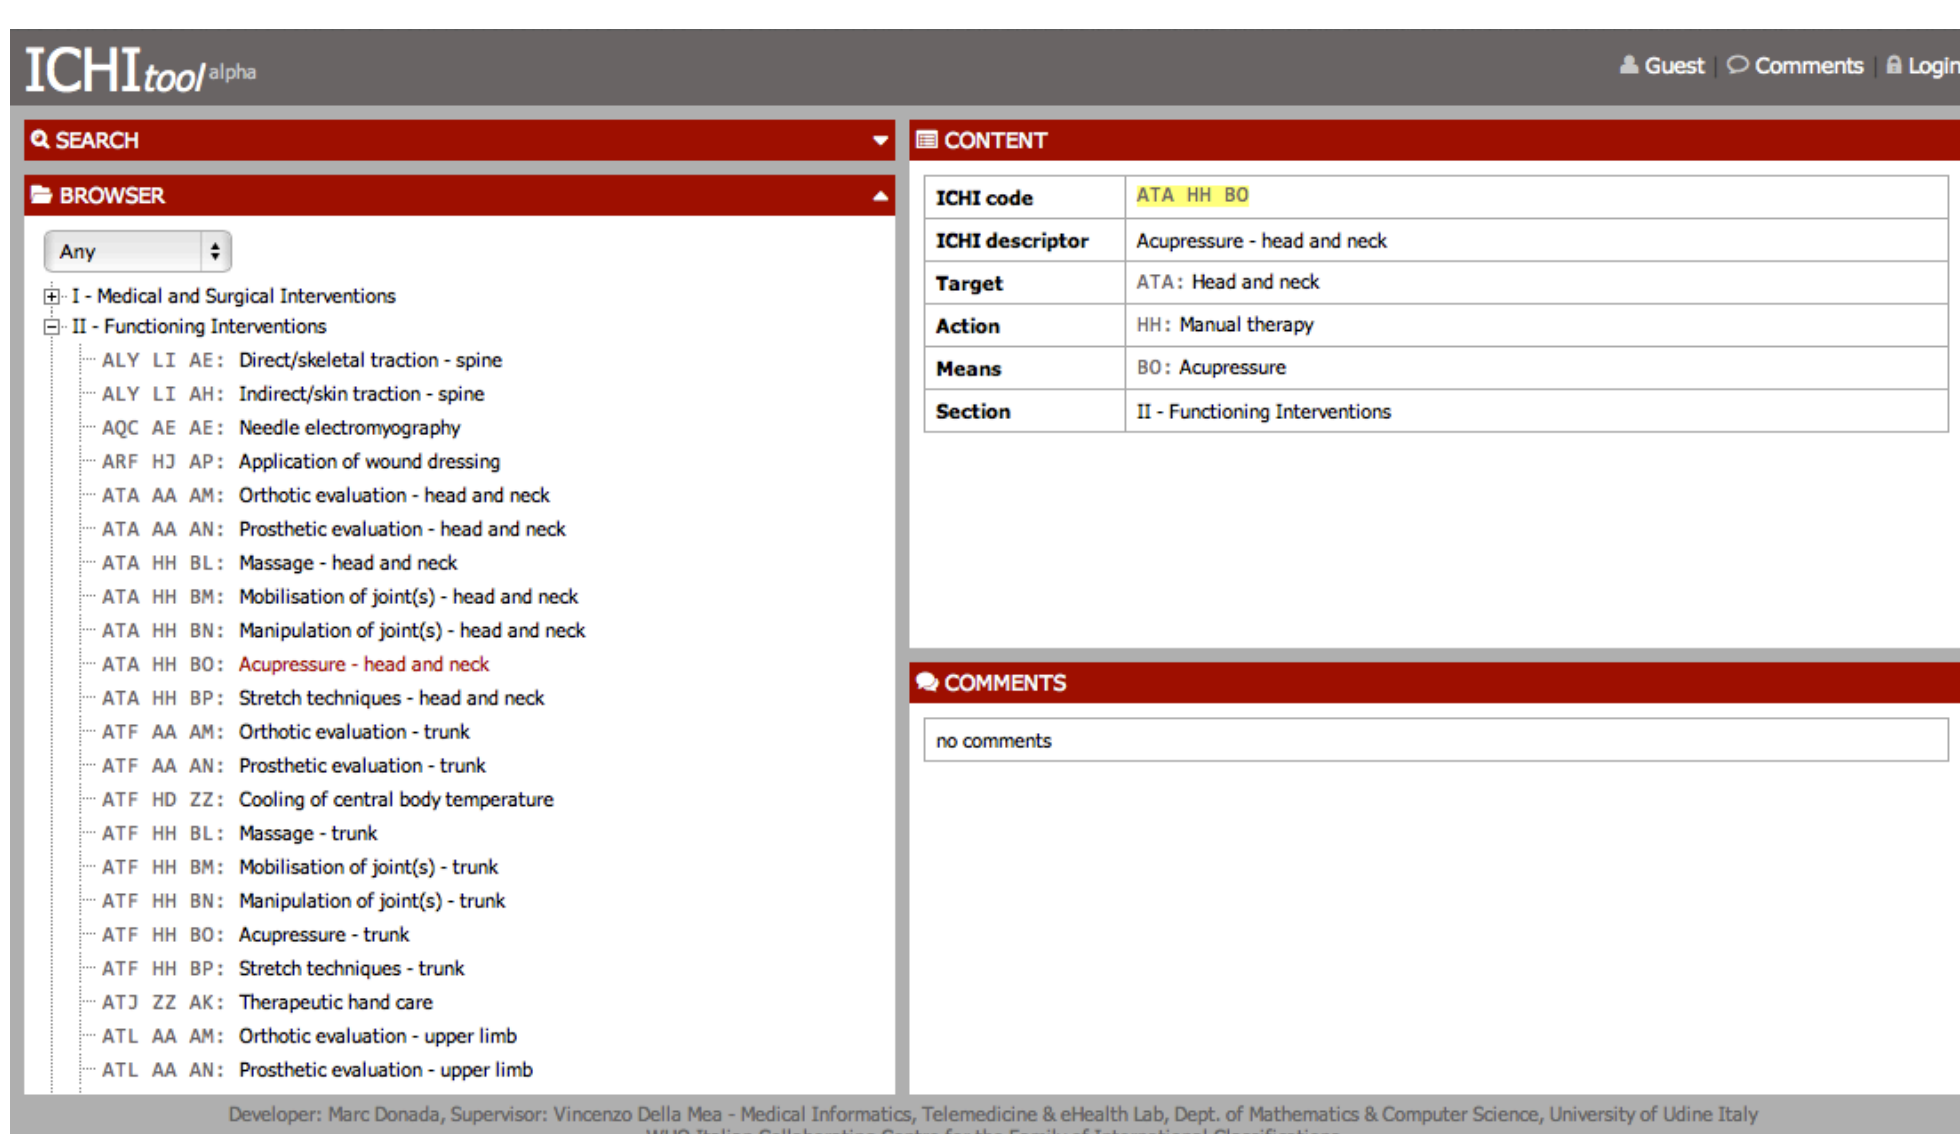 ICHItool alpha
Guest | Comments | Login
SEARCH
BROWSER
Any
I - Medical and Surgical Interventions
II - Functioning Interventions
ALY LI AE: Direct/skeletal traction - spine
ALY LI AH: Indirect/skin traction - spine
AQC AE AE: Needle electromyography
ARF HJ AP: Application of wound dressing
ATA AA AM: Orthotic evaluation - head and neck
ATA AA AN: Prosthetic evaluation - head and neck
ATA HH BL: Massage - head and neck
ATA HH BM: Mobilisation of joint(s) - head and neck
ATA HH BN: Manipulation of joint(s) - head and neck
ATA HH BO: Acupressure - head and neck
ATA HH BP: Stretch techniques - head and neck
ATF AA AM: Orthotic evaluation - trunk
ATF AA AN: Prosthetic evaluation - trunk
ATF HD ZZ: Cooling of central body temperature
ATF HH BL: Massage - trunk
ATF HH BM: Mobilisation of joint(s) - trunk
ATF HH BN: Manipulation of joint(s) - trunk
ATF HH BO: Acupressure - trunk
ATF HH BP: Stretch techniques - trunk
ATJ ZZ AK: Therapeutic hand care
ATL AA AM: Orthotic evaluation - upper limb
ATL AA AN: Prosthetic evaluation - upper limb
CONTENT
ICHI code ATA HH BO
ICHI descriptor Acupressure - head and neck
Target ATA: Head and neck
Action HH: Manual therapy
Means BO: Acupressure
Section II - Functioning Interventions
COMMENTS
no comments
Developer: Marc Donada, Supervisor: Vincenzo Della Mea - Medical Informatics, Telemedicine & eHealth Lab, Dept. of Mathematics & Computer Science, University of Udine Italy
WHO Italian Collaborating Centre for the Family of International Classifications